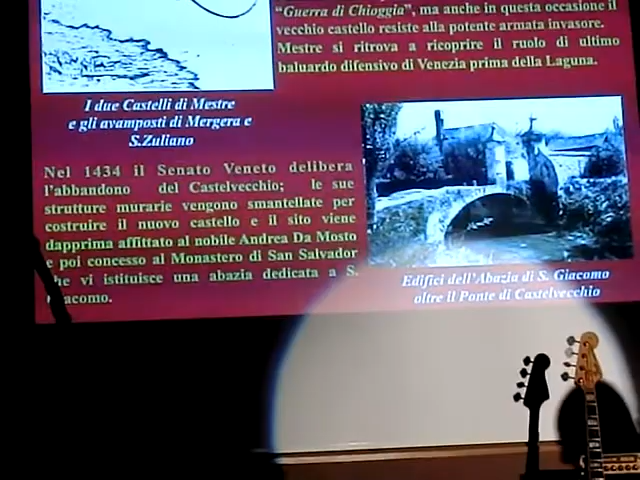 "Guerra di Chioggia", ma anche in questa occasione il
vecchio castello resiste alla potente armata invasore.
Mestre si ritrova a ricoprire il ruolo di ultimo
baluardo difensivo di Venezia prima della Laguna.
I due Castelli di Mestre
e gli avamposti di Mergera e
S.Zuliano
Nel 1434 il Senato Veneto delibera
l'abbandono del Castelvecchio; le sue
strutture murarie vengono smantellate per
costruire il nuovo castello e il sito viene
dapprima affittato al nobile Andrea Da Mosto
e poi concesso al Monastero di San Salvador
che vi istituisce una abazia dedicata a S.
Giacomo.
Edifici dell'Abazia di S. Giacomo
oltre il Ponte di Castelvecchio